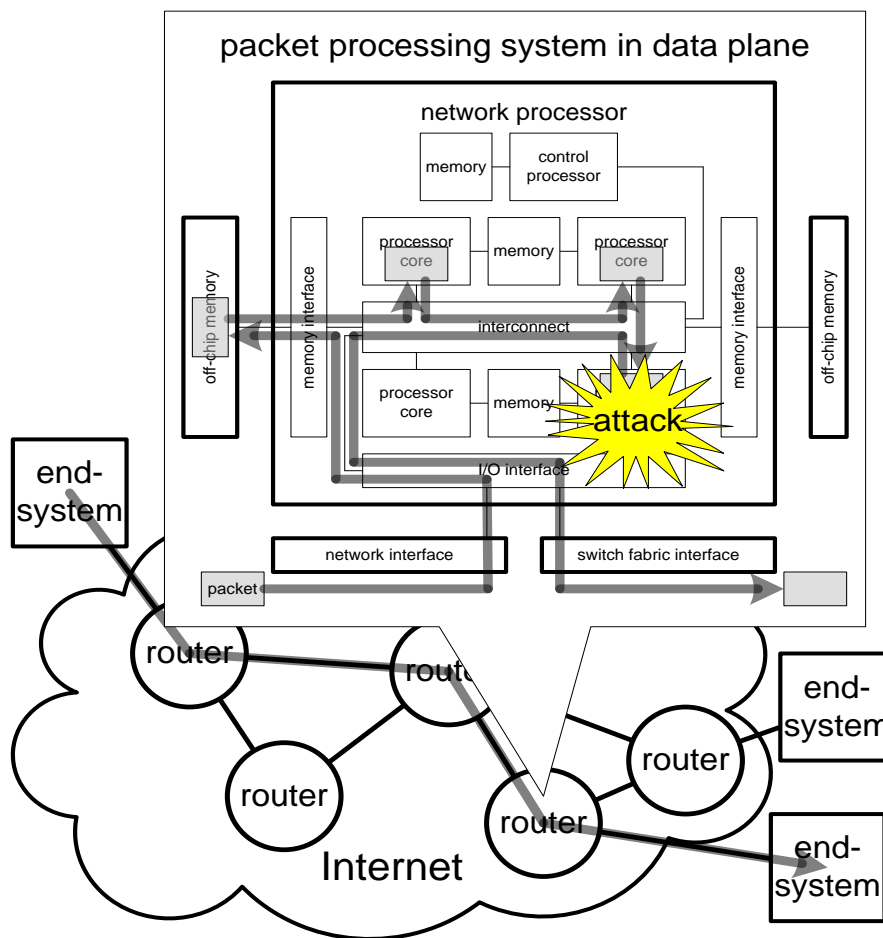 packet processing system in data plane
network processor
memory
control
processor
processor
core
memory
processor
core
off-chip memory
memory interface
interconnect
memory interface
off-chip memory
processor
core
memory
attack
I/O interface
end-
system
network interface
switch fabric interface
packet
router
router
end-
system
router
router
router
Internet
end-
system